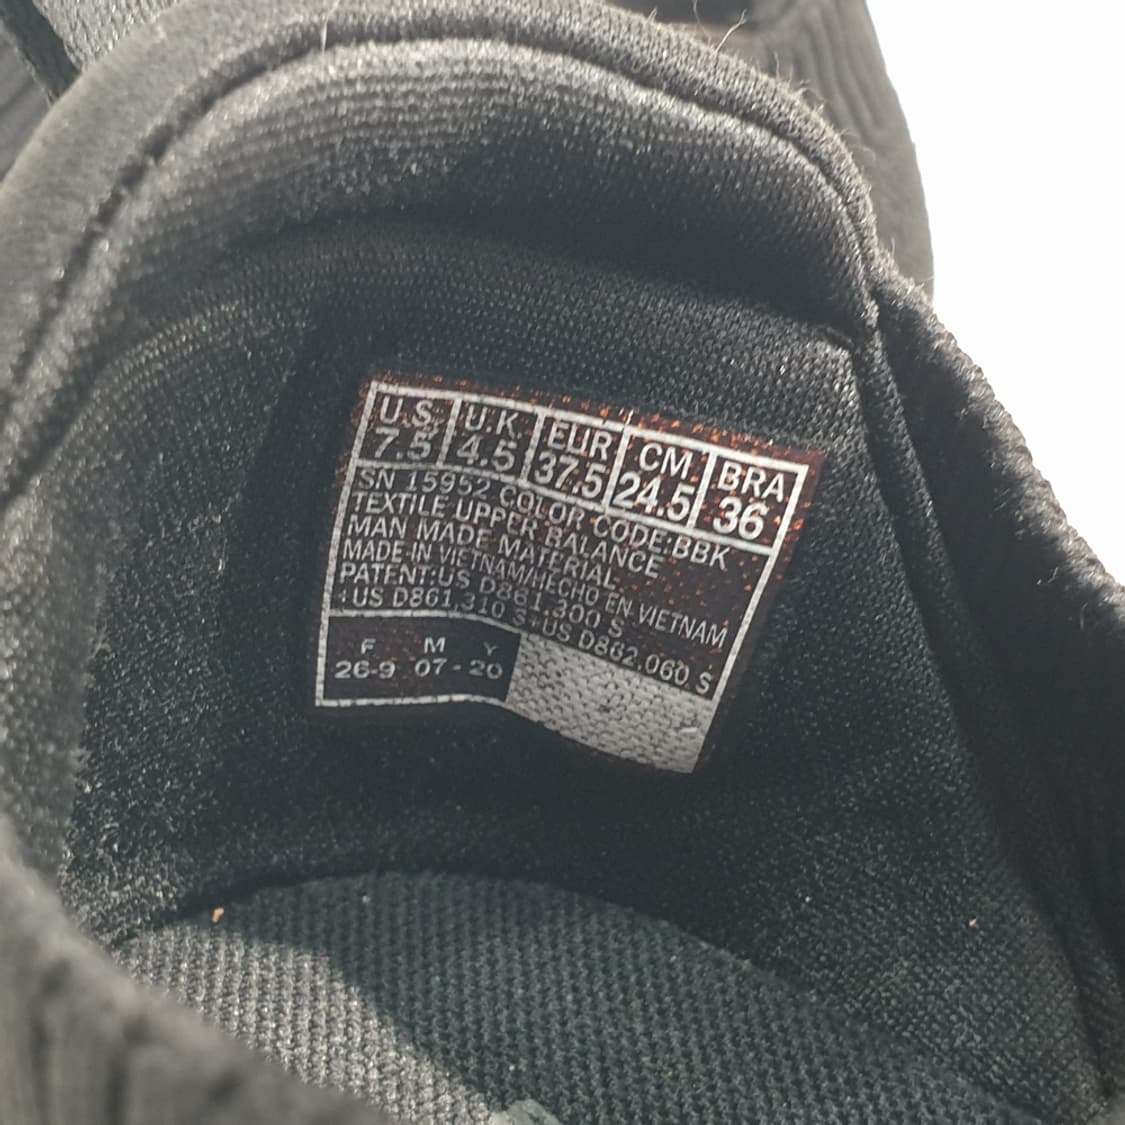 U.S. U.K. EUR CM BRA
7.5 4.5 37.5 24.5 36
SN 15952 COLOR CODE:BBK
TEXTILE UPPER BALANCE
MAN MADE MATERIAL
MADE IN VIETNAM/HECHO EN VIETNAM
PATENT:US D861,300 S
;US D861,310 S;US D862,060 S
F M Y
26-9 07-20